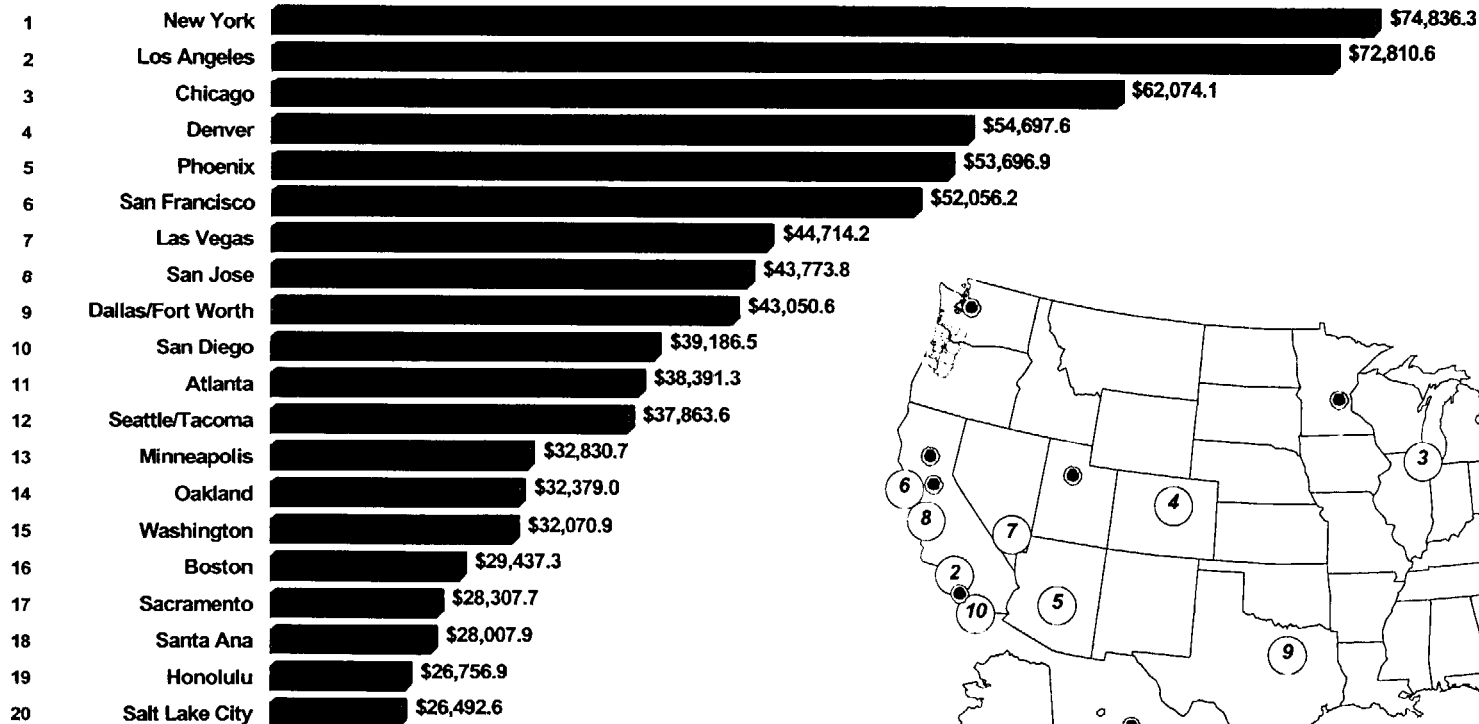 1 New York $74,836.3
2 Los Angeles $72,810.6
3 Chicago $62,074.1
4 Denver $54,697.6
5 Phoenix $53,696.9
6 San Francisco $52,056.2
7 Las Vegas $44,714.2
8 San Jose $43,773.8
9 Dallas/Fort Worth $43,050.6
10 San Diego $39,186.5
11 Atlanta $38,391.3
12 Seattle/Tacoma $37,863.6
13 Minneapolis $32,830.7
14 Oakland $32,379.0
15 Washington $32,070.9
16 Boston $29,437.3
17 Sacramento $28,307.7
18 Santa Ana $28,007.9
19 Honolulu $26,756.9
20 Salt Lake City $26,492.6
3
6
4
8
7
2
5
10
9